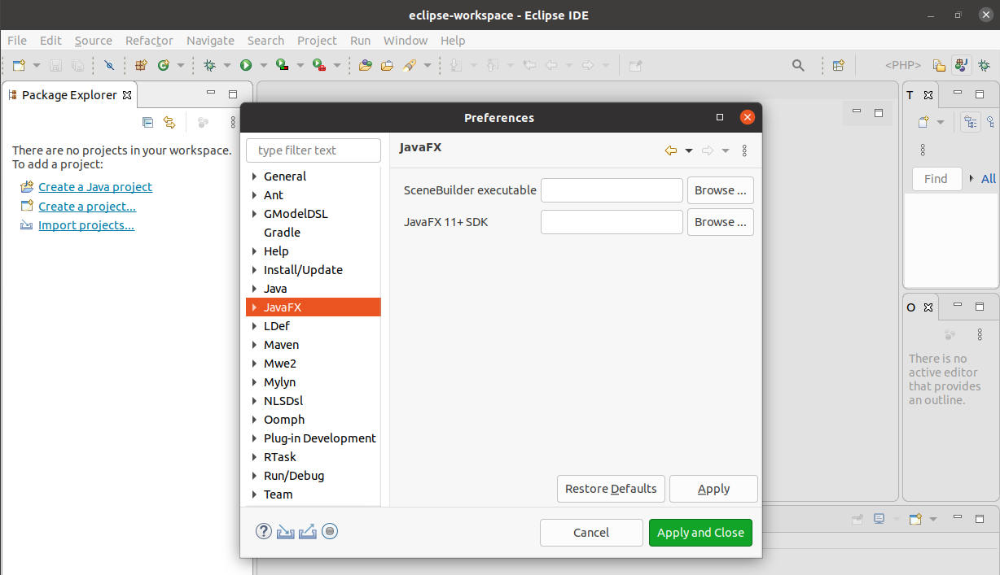 eclipse-workspace - Eclipse IDE
File Edit Source Refactor Navigate Search Project Run Window Help
<PHP>
Package Explorer
There are no projects in your workspace.
To add a project:
Create a Java project
Create a project...
Import projects...
Preferences
type filter text
General
Ant
GModelDSL
Gradle
Help
Install/Update
Java
JavaFX
LDef
Maven
Mwe2
Mylyn
NLSDsl
Oomph
Plug-in Development
RTask
Run/Debug
Team
JavaFX
SceneBuilder executable
Browse ...
JavaFX 11+ SDK
Browse ...
Restore Defaults
Apply
Cancel
Apply and Close
T
Find
All
O
There is no
active editor
that provides
an outline.